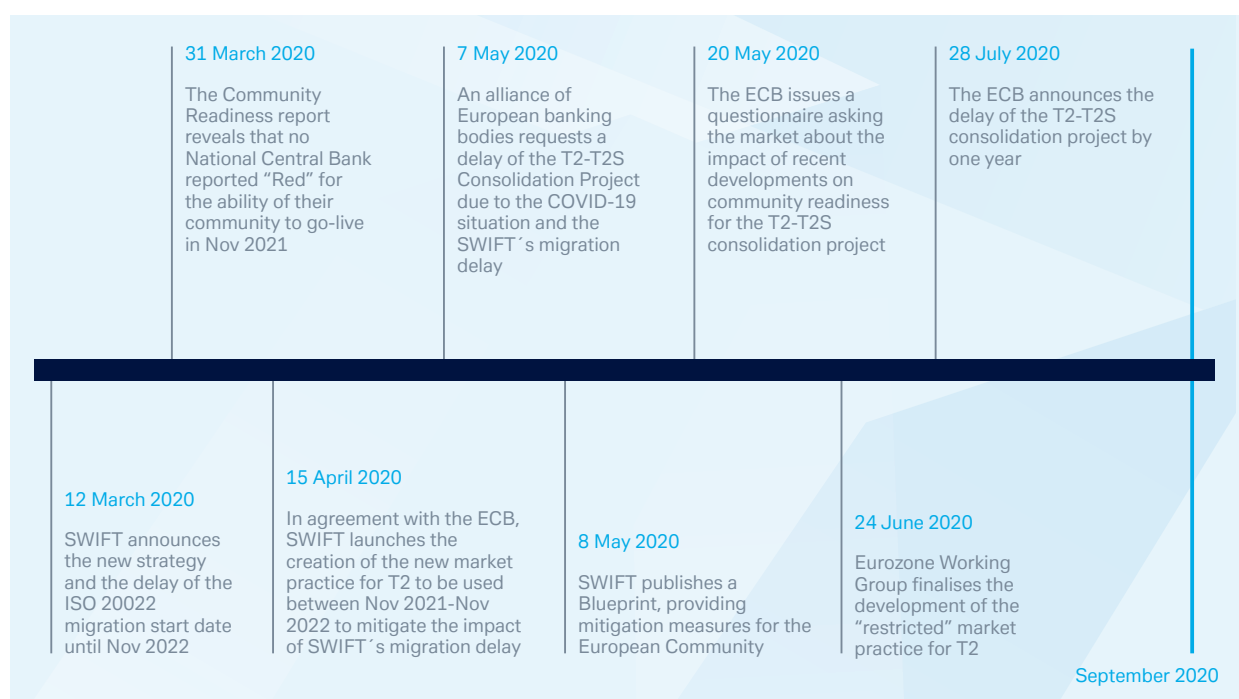 31 March 2020
The Community
Readiness report
reveals that no
National Central Bank
reported “Red” for
the ability of their
community to go-live
in Nov 2021
7 May 2020
An alliance of
European banking
bodies requests a
delay of the T2-T2S
Consolidation Project
due to the COVID-19
situation and the
SWIFT´s migration
delay
20 May 2020
The ECB issues a
questionnaire asking
the market about the
impact of recent
developments on
community readiness
for the T2-T2S
consolidation project
28 July 2020
The ECB announces the
delay of the T2-T2S
consolidation project by
one year
12 March 2020
SWIFT announces
the new strategy
and the delay of the
ISO 20022
migration start date
until Nov 2022
15 April 2020
In agreement with the ECB,
SWIFT launches the
creation of the new market
practice for T2 to be used
between Nov 2021-Nov
2022 to mitigate the impact
of SWIFT´s migration delay
8 May 2020
SWIFT publishes a
Blueprint, providing
mitigation measures for the
European Community
24 June 2020
Eurozone Working
Group finalises the
development of the
“restricted” market
practice for T2
September 2020